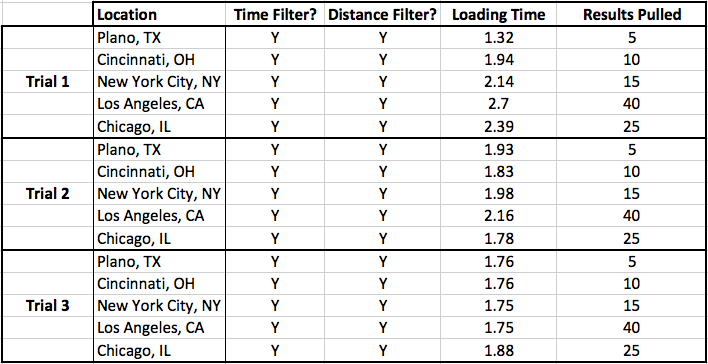 Location Time Filter? Distance Filter? Loading Time Results Pulled
Plano, TX Y Y 1.32 5
Cincinnati, OH Y Y 1.94 10
Trial 1 New York City, NY Y Y 2.14 15
Los Angeles, CA Y Y 2.7 40
Chicago, IL Y Y 2.39 25
Plano, TX Y Y 1.93 5
Cincinnati, OH Y Y 1.83 10
Trial 2 New York City, NY Y Y 1.98 15
Los Angeles, CA Y Y 2.16 40
Chicago, IL Y Y 1.78 25
Plano, TX Y Y 1.76 5
Cincinnati, OH Y Y 1.76 10
Trial 3 New York City, NY Y Y 1.75 15
Los Angeles, CA Y Y 1.75 40
Chicago, IL Y Y 1.88 25